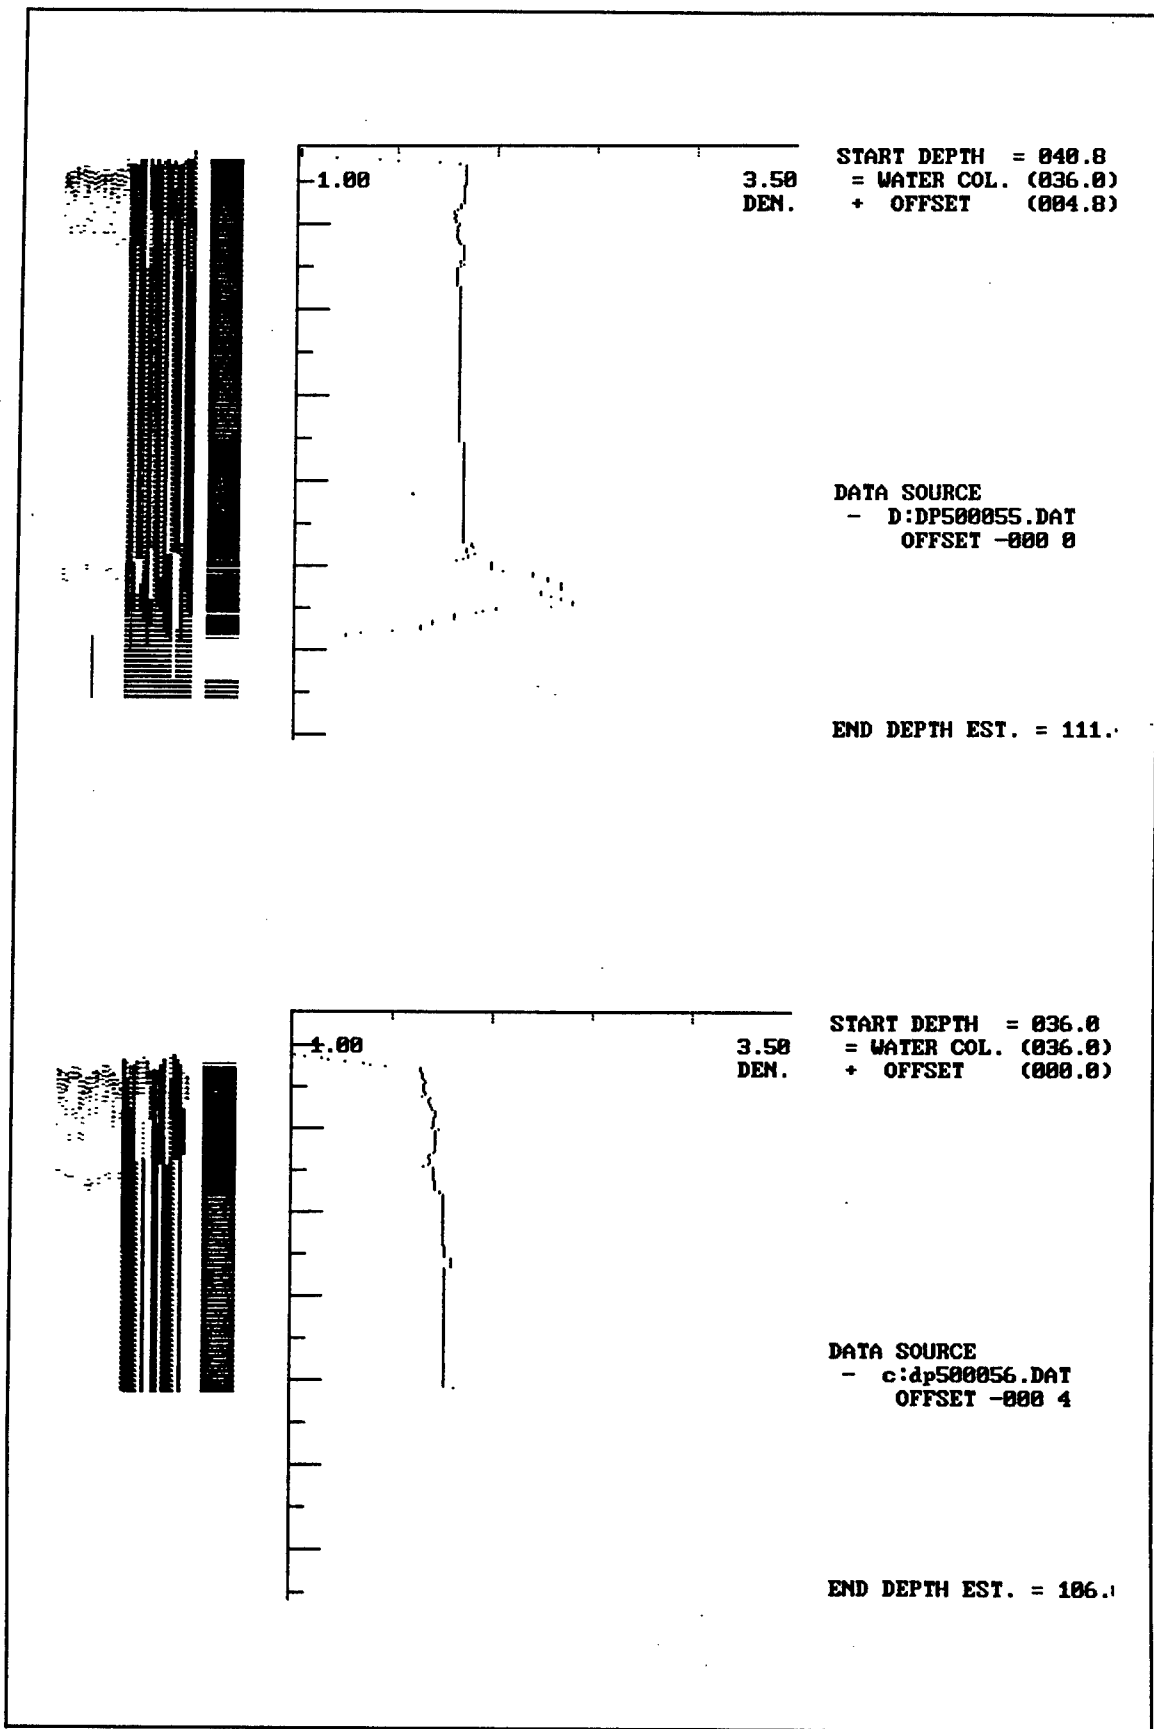 START DEPTH = 040.8
1.00 3.50 = WATER COL. (036.0)
DEN. + OFFSET (004.8)
DATA SOURCE
- D:DP500055.DAT
OFFSET -000 0
END DEPTH EST. = 111.
START DEPTH = 036.0
1.00 3.50 = WATER COL. (036.0)
DEN. + OFFSET (000.0)
DATA SOURCE
- c:dp500056.DAT
OFFSET -000 4
END DEPTH EST. = 106.